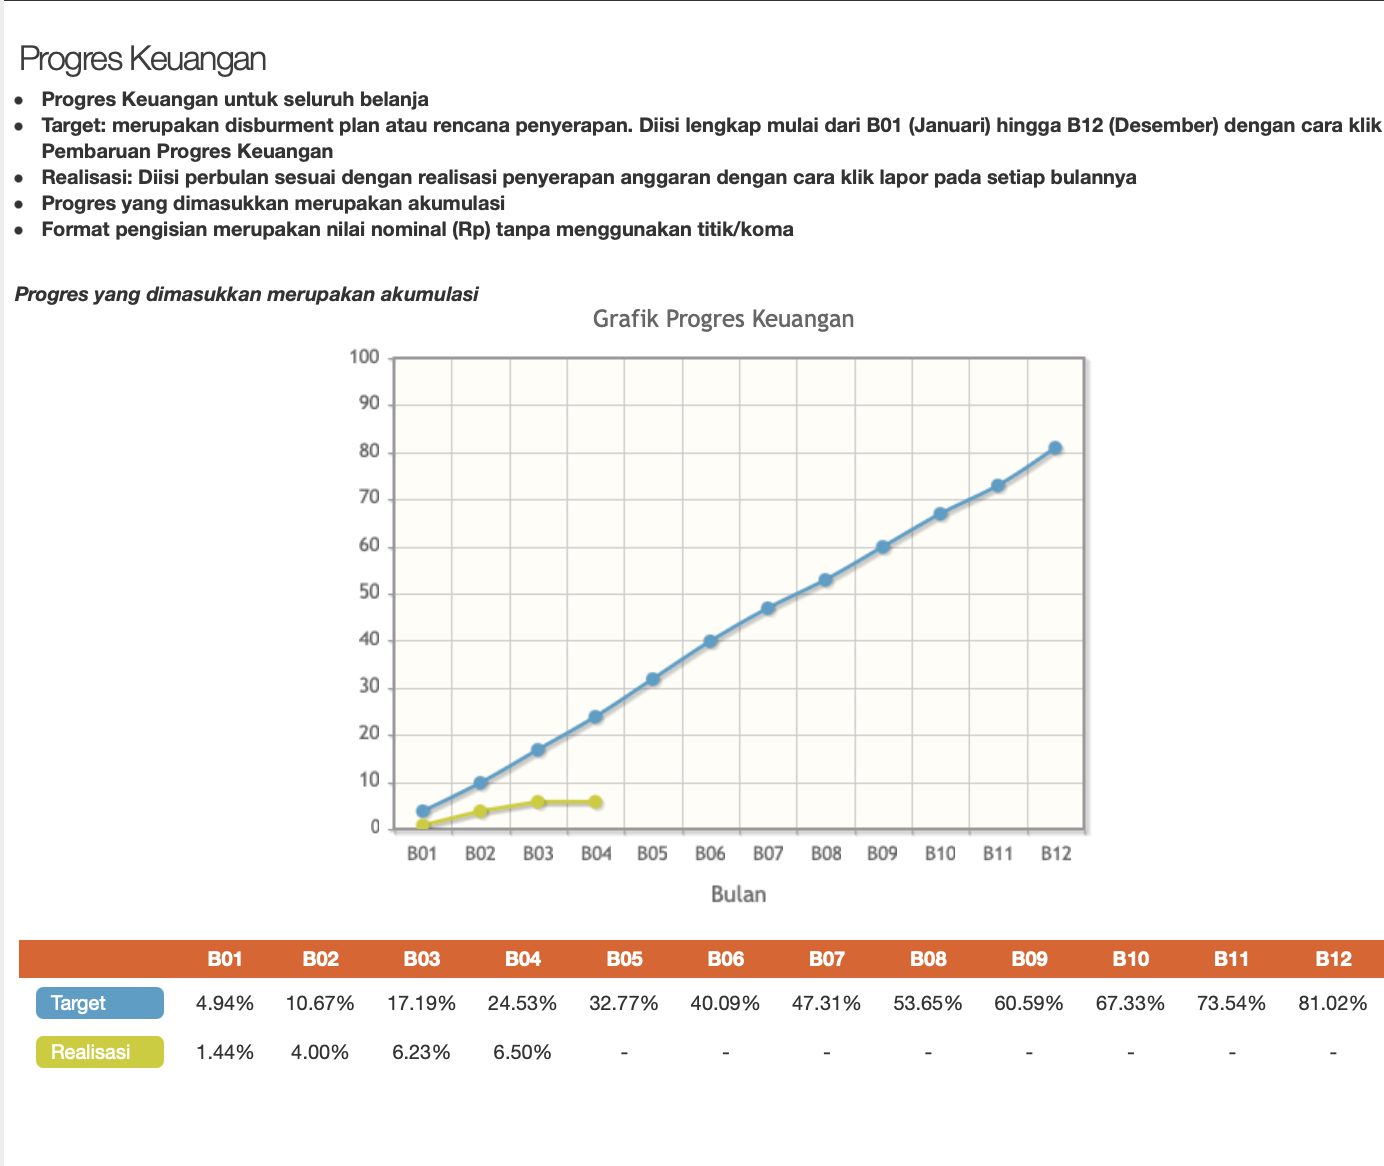 Progres Keuangan
• Progres Keuangan untuk seluruh belanja
• Target: merupakan disburment plan atau rencana penyerapan. Diisi lengkap mulai dari B01 (Januari) hingga B12 (Desember) dengan cara klik
Pembaruan Progres Keuangan
• Realisasi: Diisi perbulan sesuai dengan realisasi penyerapan anggaran dengan cara klik lapor pada setiap bulannya
• Progres yang dimasukkan merupakan akumulasi
• Format pengisian merupakan nilai nominal (Rp) tanpa menggunakan titik/koma
Progres yang dimasukkan merupakan akumulasi
Grafik Progres Keuangan
100
90
80
70
60
50
40
30
20
10
0
B01 B02 B03 B04 B05 B06 B07 B08 B09 B10 B11 B12
Bulan
B01 B02 B03 B04 B05 B06 B07 B08 B09 B10 B11 B12
Target 4.94% 10.67% 17.19% 24.53% 32.77% 40.09% 47.31% 53.65% 60.59% 67.33% 73.54% 81.02%
Realisasi 1.44% 4.00% 6.23% 6.50% - - - - - - - -